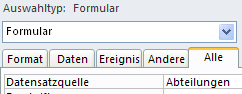 Auswahltyp: Formular
Formular
Format Daten Ereignis Andere Alle
Datensatzquelle Abteilungen